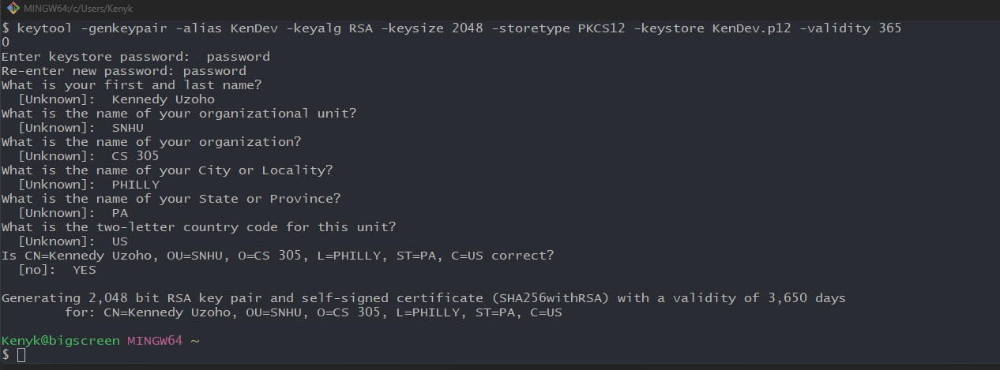 MINGW64:/c/Users/Kenyk
$ keytool -genkeypair -alias KenDev -keyalg RSA -keysize 2048 -storetype PKCS12 -keystore KenDev.p12 -validity 365
0
Enter keystore password:  password
Re-enter new password: password
What is your first and last name?
  [Unknown]:  Kennedy Uzoho
What is the name of your organizational unit?
  [Unknown]:  SNHU
What is the name of your organization?
  [Unknown]:  CS 305
What is the name of your City or Locality?
  [Unknown]:  PHILLY
What is the name of your State or Province?
  [Unknown]:  PA
What is the two-letter country code for this unit?
  [Unknown]:  US
Is CN=Kennedy Uzoho, OU=SNHU, O=CS 305, L=PHILLY, ST=PA, C=US correct?
  [no]:  YES
Generating 2,048 bit RSA key pair and self-signed certificate (SHA256withRSA) with a validity of 3,650 days
        for: CN=Kennedy Uzoho, OU=SNHU, O=CS 305, L=PHILLY, ST=PA, C=US
Kenyk@bigscreen MINGW64 ~
$